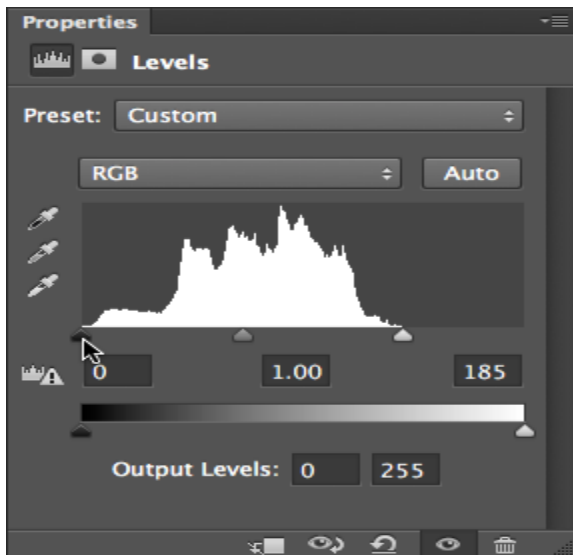 Properties
Levels
Preset: Custom
RGB Auto
0 1.00 185
Output Levels: 0 255